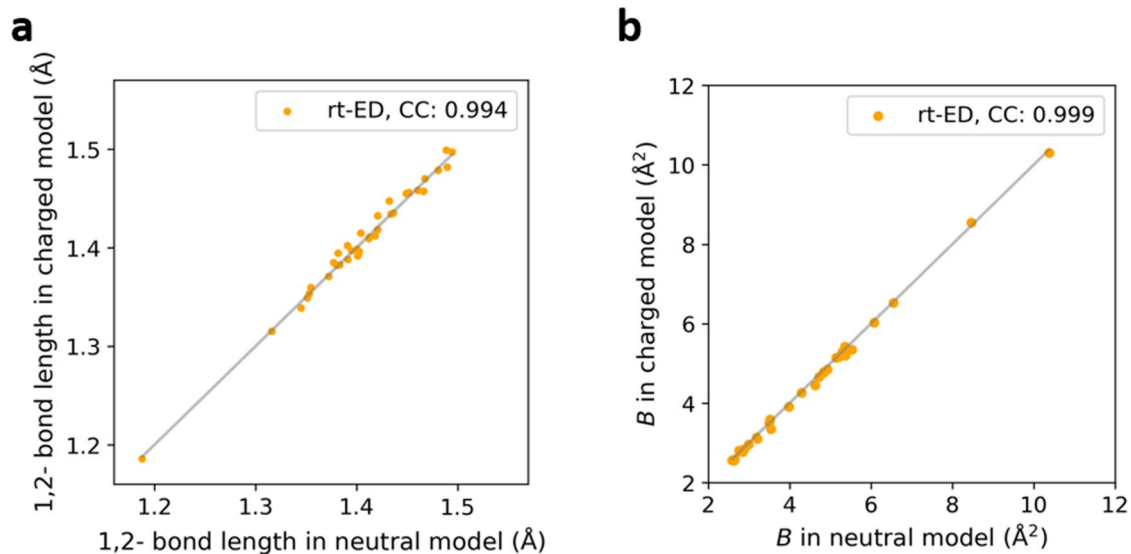 a
1,2- bond length in charged model (Å)
rt-ED, CC: 0.994
1.5
1.4
1.3
1.2
1.2 1.3 1.4 1.5
1,2- bond length in neutral model (Å)
b
B in charged model (Å²)
rt-ED, CC: 0.999
12
10
8
6
4
2
2 4 6 8 10 12
B in neutral model (Å²)